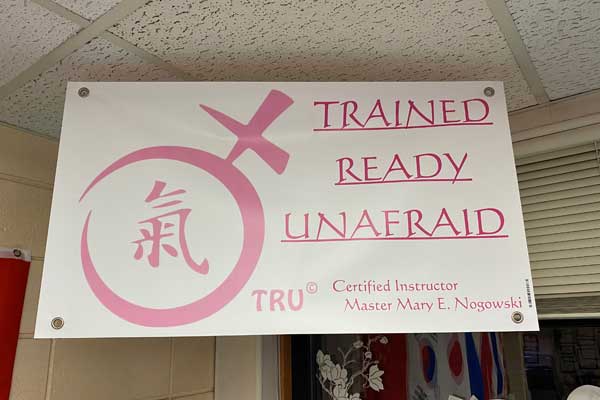 TRAINED
READY
UNAFRAID
氣
TRU©
Certified Instructor
Master Mary E. Nogowski